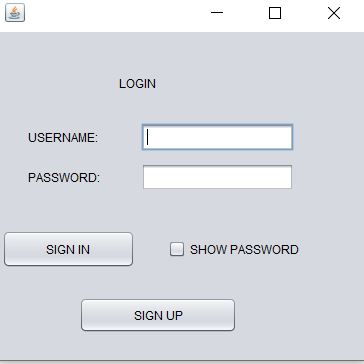 LOGIN
USERNAME:
PASSWORD:
SIGN IN
SHOW PASSWORD
SIGN UP